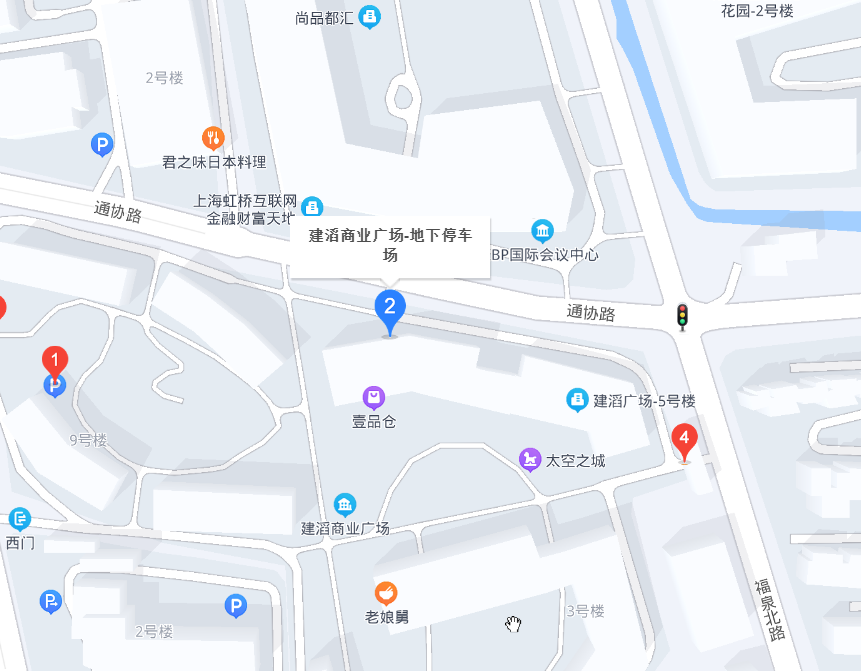 尚品都汇
花园-2号楼
2号楼
P
君之味日本料理
通协路
上海虹桥互联网
金融财富天地
建滔商业广场-地下停车
场
BP国际会议中心
2
通协路
1
P
壹品仓
建滔广场-5号楼
9号楼
4
太空之城
建滔商业广场
西门
P
P
老娘舅
3号楼
2号楼
福泉北路